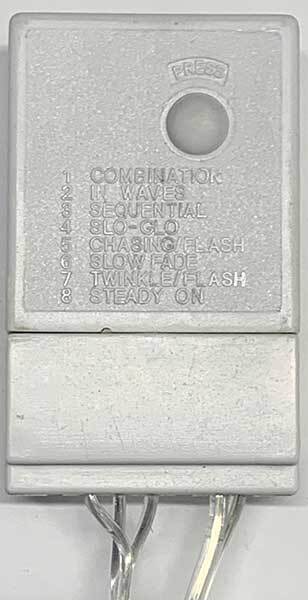 PRESS
1 COMBINATION
2 IN WAVES
3 SEQUENTIAL
4 SLO-GLO
5 CHASING/FLASH
6 SLOW FADE
7 TWINKLE/FLASH
8 STEADY ON